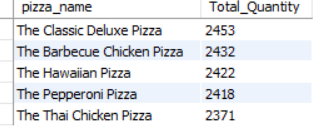 pizza_name Total_Quantity
The Classic Deluxe Pizza 2453
The Barbecue Chicken Pizza 2432
The Hawaiian Pizza 2422
The Pepperoni Pizza 2418
The Thai Chicken Pizza 2371